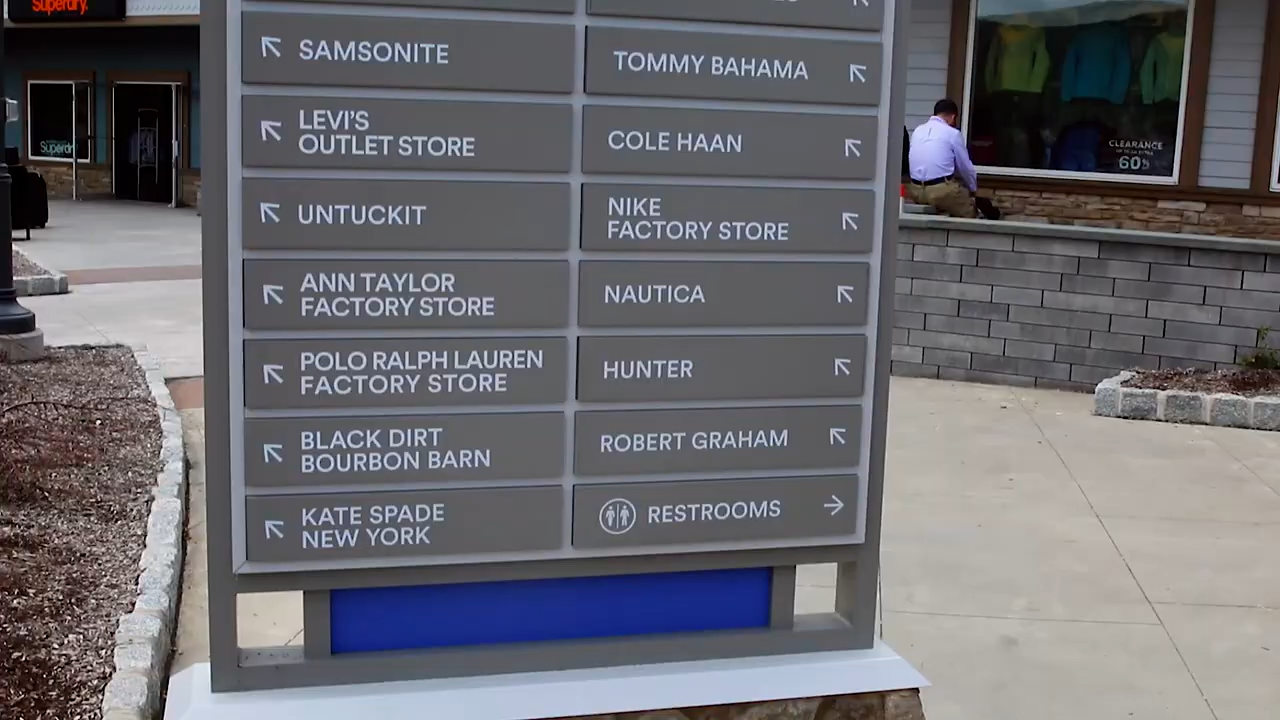 Superdry.
SAMSONITE
LEVI'S
OUTLET STORE
UNTUCKIT
ANN TAYLOR
FACTORY STORE
POLO RALPH LAUREN
FACTORY STORE
BLACK DIRT
BOURBON BARN
KATE SPADE
NEW YORK
TOMMY BAHAMA
COLE HAAN
NIKE
FACTORY STORE
NAUTICA
HUNTER
ROBERT GRAHAM
RESTROOMS
Superdry
CLEARANCE
60%